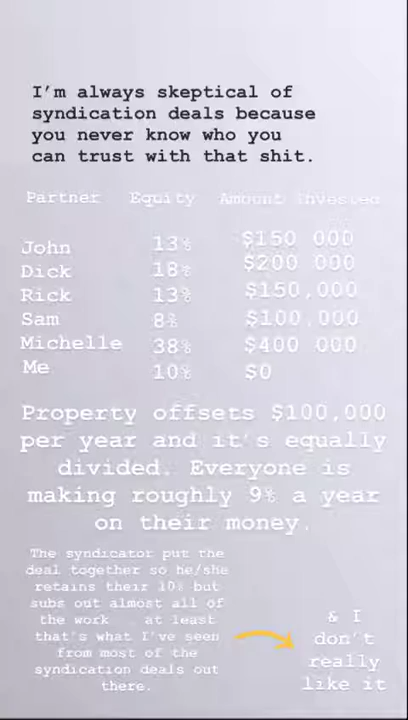 I'm always skeptical of
syndication deals because
you never know who you
can trust with that shit.
Partner Equity Amount Invested
John 13% $150 000
Dick 18% $200 000
Rick 13% $150,000
Sam 8% $100,000
Michelle 38% $400 000
Me 10% $0
Property offsets $100,000
per year and it's equally
divided. Everyone is
making roughly 9% a year
on their money.
The syndicator put the
deal together so he/she
retains their 10% but
subs out almost all of
the work at least
that's what I've seen
from most of the
syndication deals out
there.
& I
don't
really
like it